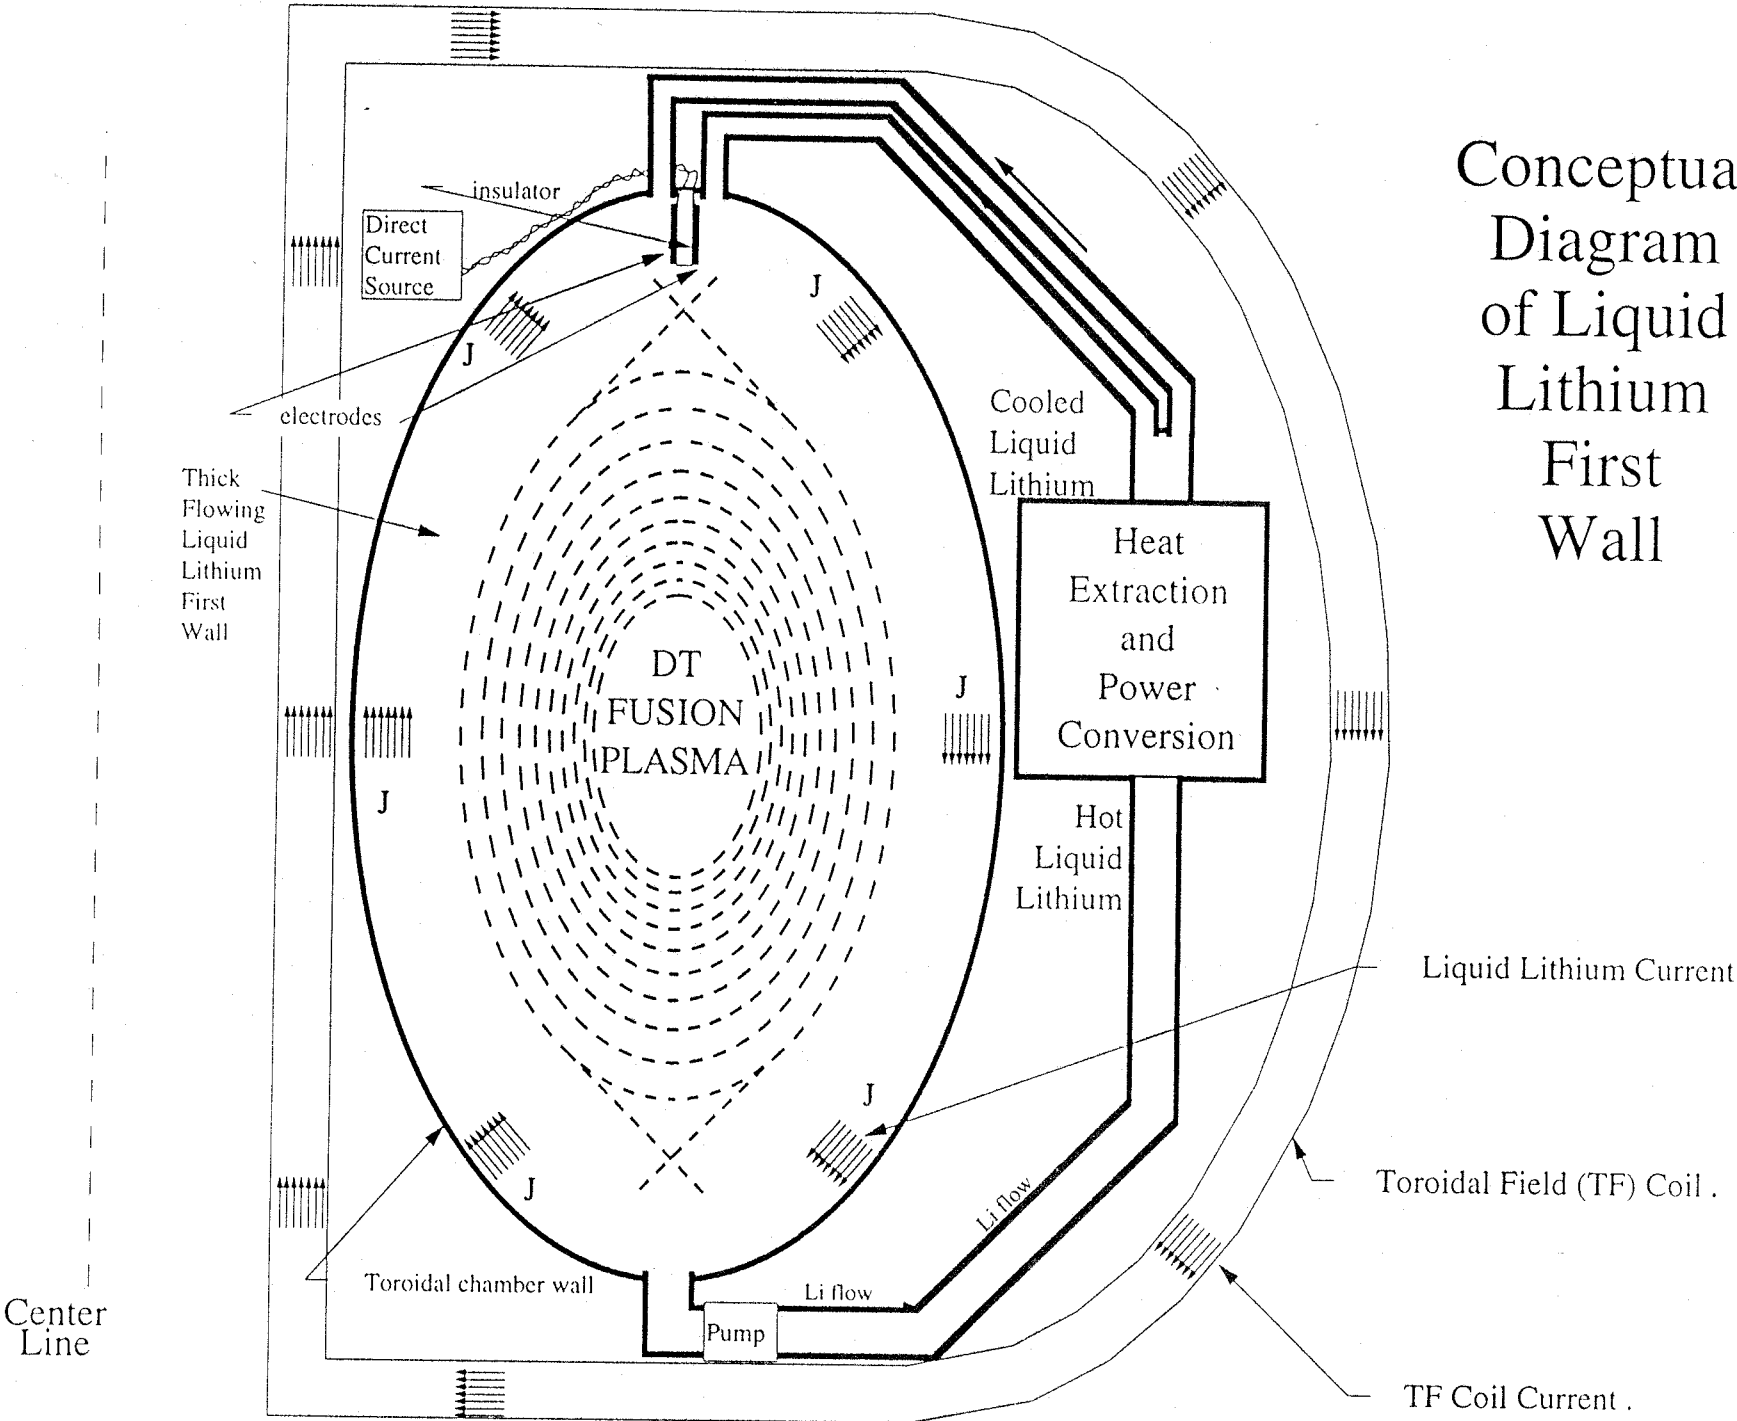 Conceptua
Diagram
of Liquid
Lithium
First
Wall
insulator
Direct
Current
Source
J
J
electrodes
Cooled
Liquid
Lithium
Thick
Flowing
Liquid
Lithium
First
Wall
Heat
Extraction
and
Power
Conversion
DT
FUSION
PLASMA
J
J
Hot
Liquid
Lithium
Liquid Lithium Current
J
J
Toroidal Field (TF) Coil .
Li flow
Toroidal chamber wall
Li flow
Center
Line
Pump
TF Coil Current .